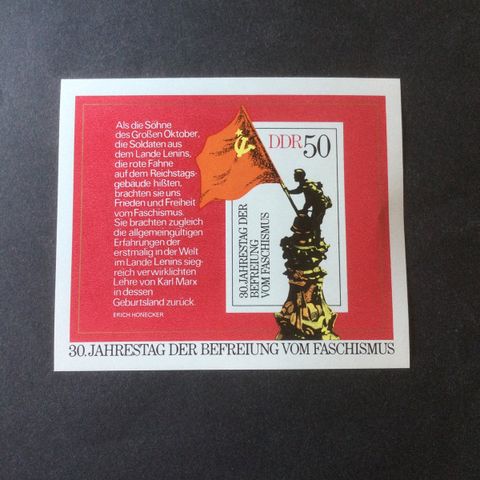 Als die Söhne
des Großen Oktober,
die Soldaten aus
dem Lande Lenins,
die rote Fahne
auf dem Reichstags-
gebäude hißten,
brachten sie uns
Frieden und Freiheit
vom Faschismus.
Sie brachten zugleich
die allgemeingültigen
Erfahrungen der
erstmalig in der Welt
im Lande Lenins sieg-
reich verwirklichten
Lehre von Karl Marx
in dessen
Geburtsland zurück.
ERICH HONECKER
DDR 50
30. JAHRESTAG DER
BEFREIUNG
VOM FASCHISMUS
30. JAHRESTAG DER BEFREIUNG VOM FASCHISMUS